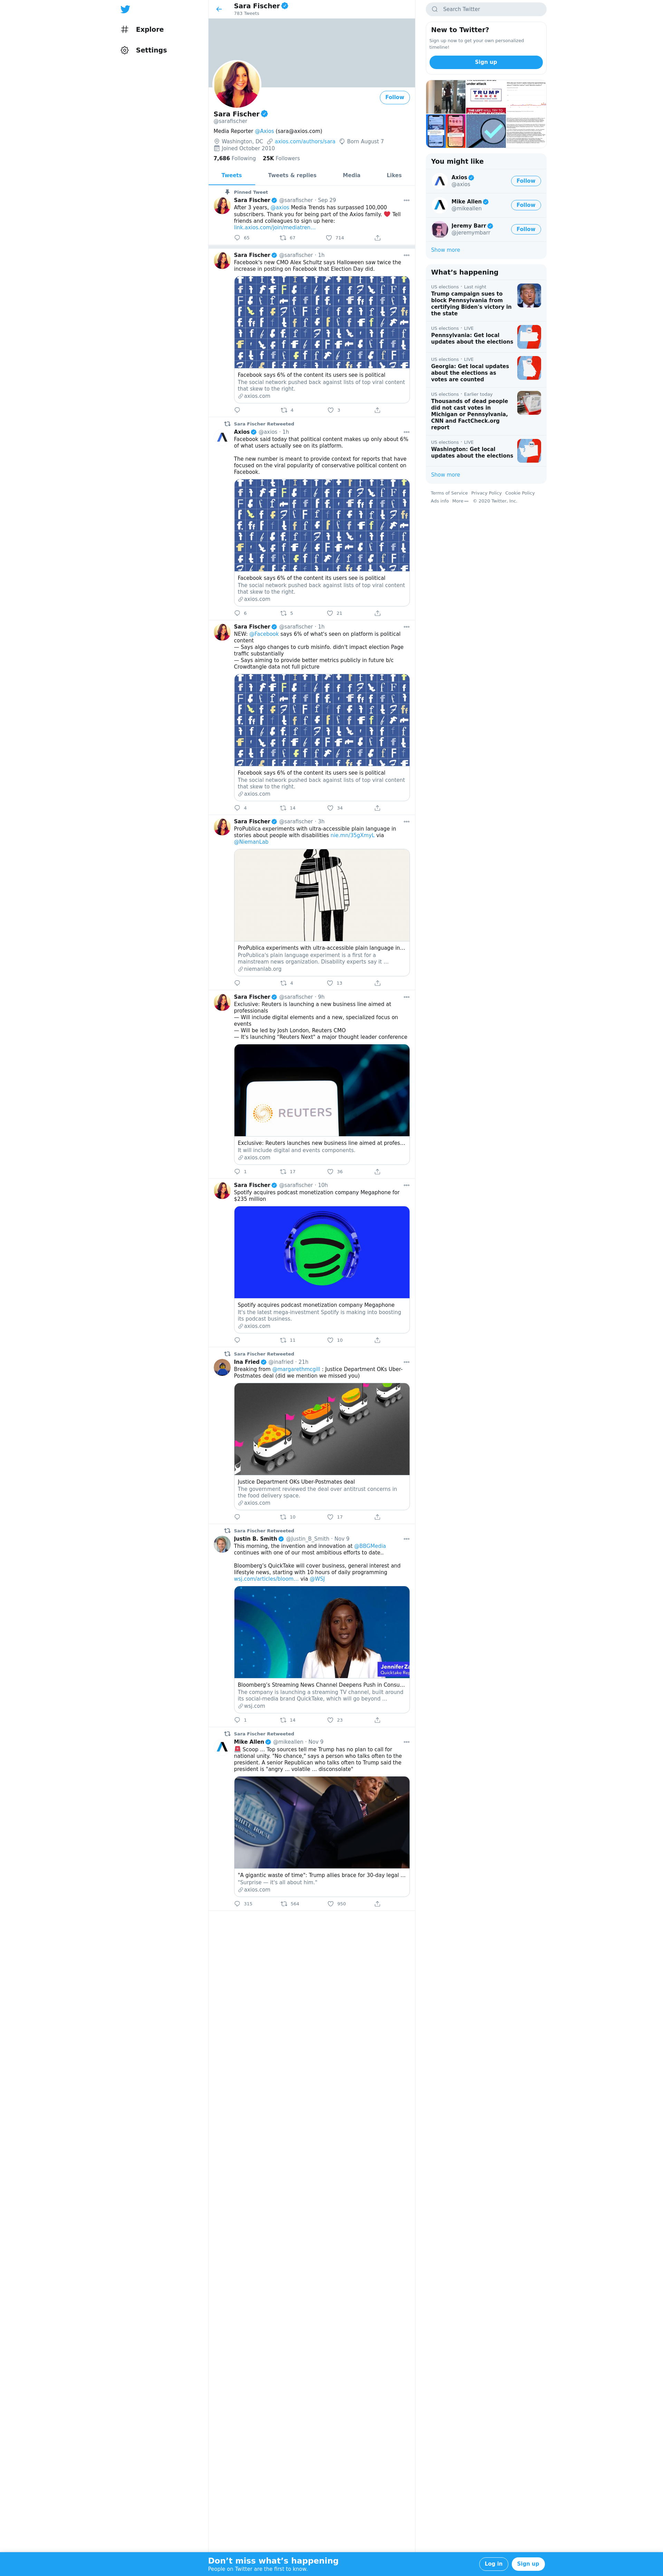 Explore
Settings
Sara Fischer
783 Tweets
Follow
Sara Fischer
@sarafischer
Media Reporter @Axios (sara@axios.com)
Washington, DC axios.com/authors/sara Born August 7
Joined October 2010
7,686 Following 25K Followers
Tweets Tweets & replies Media Likes
Pinned Tweet
Sara Fischer @sarafischer · Sep 29
After 3 years, @axios Media Trends has surpassed 100,000
subscribers. Thank you for being part of the Axios family. ❤️ Tell
friends and colleagues to sign up here:
link.axios.com/join/mediatren…
65 67 714
Sara Fischer @sarafischer · 1h
Facebook's new CMO Alex Schultz says Halloween saw twice the
increase in posting on Facebook that Election Day did.
Facebook says 6% of the content its users see is political
The social network pushed back against lists of top viral content
that skew to the right.
axios.com
4 3
Sara Fischer Retweeted
Axios @axios · 1h
Facebook said today that political content makes up only about 6%
of what users actually see on its platform.
The new number is meant to provide context for reports that have
focused on the viral popularity of conservative political content on
Facebook.
Facebook says 6% of the content its users see is political
The social network pushed back against lists of top viral content
that skew to the right.
axios.com
6 5 21
Sara Fischer @sarafischer · 1h
NEW: @Facebook says 6% of what's seen on platform is political
content
— Says algo changes to curb misinfo. didn't impact election Page
traffic substantially
— Says aiming to provide better metrics publicly in future b/c
Crowdtangle data not full picture
Facebook says 6% of the content its users see is political
The social network pushed back against lists of top viral content
that skew to the right.
axios.com
4 14 34
Sara Fischer @sarafischer · 3h
ProPublica experiments with ultra-accessible plain language in
stories about people with disabilities nie.mn/35gXmyL via
@NiemanLab
ProPublica experiments with ultra-accessible plain language in…
ProPublica's plain language experiment is a first for a
mainstream news organization. Disability experts say it …
niemanlab.org
4 13
Sara Fischer @sarafischer · 9h
Exclusive: Reuters is launching a new business line aimed at
professionals
— Will include digital elements and a new, specialized focus on
events
— Will be led by Josh London, Reuters CMO
— It's launching "Reuters Next" a major thought leader conference
REUTERS
Exclusive: Reuters launches new business line aimed at profes…
It will include digital and events components.
axios.com
1 17 36
Sara Fischer @sarafischer · 10h
Spotify acquires podcast monetization company Megaphone for
$235 million
Spotify acquires podcast monetization company Megaphone
It's the latest mega-investment Spotify is making into boosting
its podcast business.
axios.com
11 10
Sara Fischer Retweeted
Ina Fried @inafried · 21h
Breaking from @margarethmcgill : Justice Department OKs Uber-
Postmates deal (did we mention we missed you)
Justice Department OKs Uber-Postmates deal
The government reviewed the deal over antitrust concerns in
the food delivery space.
axios.com
10 17
Sara Fischer Retweeted
Justin B. Smith @Justin_B_Smith · Nov 9
This morning, the invention and innovation at @BBGMedia
continues with one of our most ambitious efforts to date..
Bloomberg's QuickTake will cover business, general interest and
lifestyle news, starting with 10 hours of daily programming
wsj.com/articles/bloom… via @WSJ
Jennifer Za
Quicktake Rep
Bloomberg's Streaming News Channel Deepens Push in Consu…
The company is launching a streaming TV channel, built around
its social-media brand QuickTake, which will go beyond …
wsj.com
1 14 23
Sara Fischer Retweeted
Mike Allen @mikeallen · Nov 9
🚨 Scoop ... Top sources tell me Trump has no plan to call for
national unity. "No chance," says a person who talks often to the
president. A senior Republican who talks often to Trump said the
president is "angry ... volatile ... disconsolate"
WHITE HOUSE
"A gigantic waste of time": Trump allies brace for 30-day legal …
"Surprise — it's all about him."
axios.com
315 564 950
Search Twitter
New to Twitter?
Sign up now to get your own personalized
timeline!
Sign up
TRUMP
You might like
Axios
@axios
Follow
Mike Allen
@mikeallen
Follow
Jeremy Barr
@jeremymbarr
Follow
Show more
What's happening
US elections · Last night
Trump campaign sues to
block Pennsylvania from
certifying Biden's victory in
the state
US elections · LIVE
Pennsylvania: Get local
updates about the elections
US elections · LIVE
Georgia: Get local updates
about the elections as
votes are counted
US elections · Earlier today
Thousands of dead people
did not cast votes in
Michigan or Pennsylvania,
CNN and FactCheck.org
report
US elections · LIVE
Washington: Get local
updates about the elections
Show more
Terms of Service Privacy Policy Cookie Policy
Ads info More © 2020 Twitter, Inc.
Don't miss what's happening
People on Twitter are the first to know.
Log in
Sign up